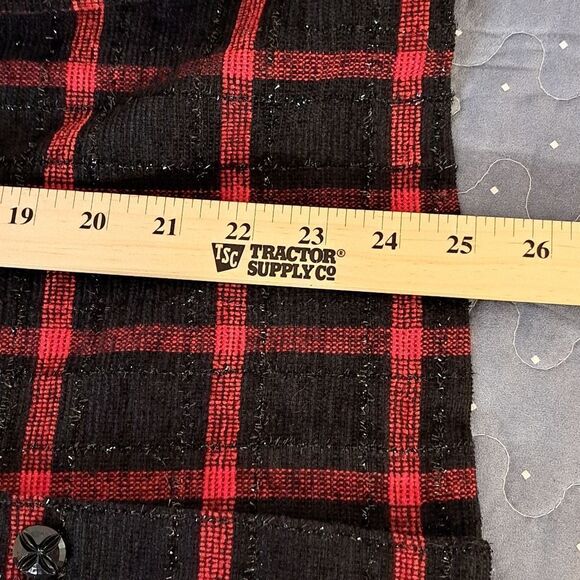 19 20 21 22 23 24 25 26
TSC TRACTOR®
SUPPLY CO